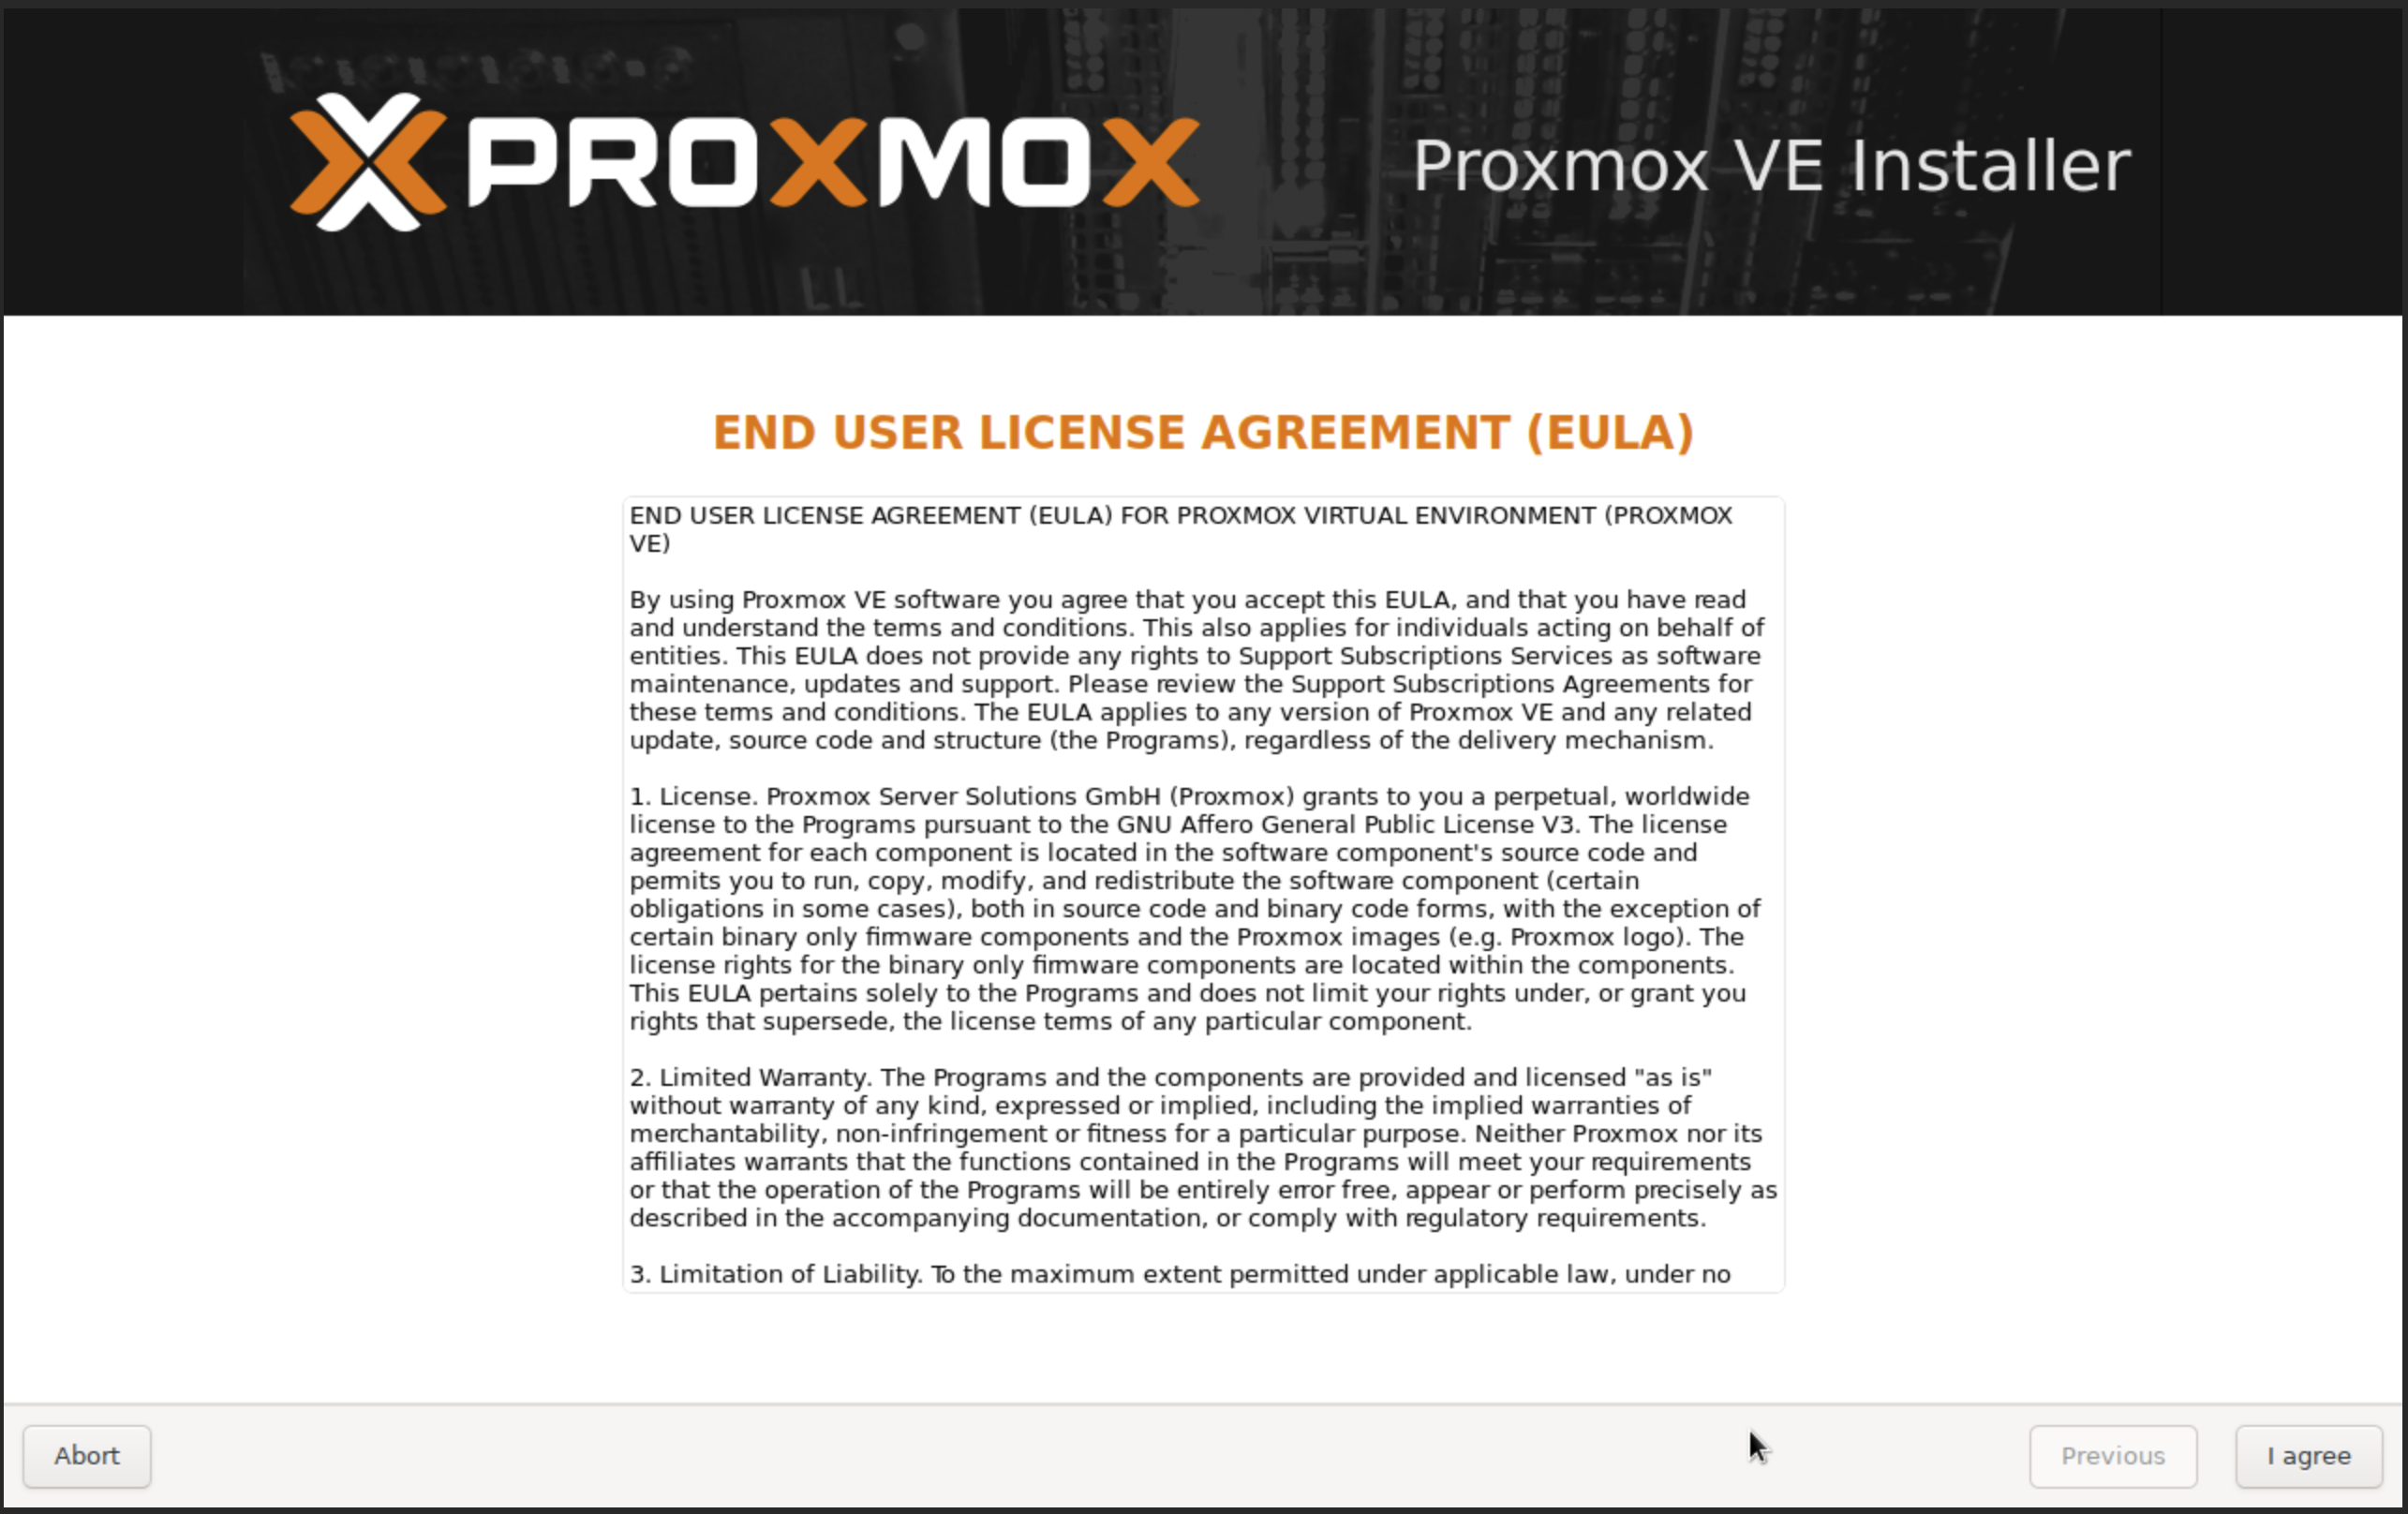 PROXMOX
Proxmox VE Installer
END USER LICENSE AGREEMENT (EULA)
END USER LICENSE AGREEMENT (EULA) FOR PROXMOX VIRTUAL ENVIRONMENT (PROXMOX
VE)
By using Proxmox VE software you agree that you accept this EULA, and that you have read
and understand the terms and conditions. This also applies for individuals acting on behalf of
entities. This EULA does not provide any rights to Support Subscriptions Services as software
maintenance, updates and support. Please review the Support Subscriptions Agreements for
these terms and conditions. The EULA applies to any version of Proxmox VE and any related
update, source code and structure (the Programs), regardless of the delivery mechanism.
1. License. Proxmox Server Solutions GmbH (Proxmox) grants to you a perpetual, worldwide
license to the Programs pursuant to the GNU Affero General Public License V3. The license
agreement for each component is located in the software component's source code and
permits you to run, copy, modify, and redistribute the software component (certain
obligations in some cases), both in source code and binary code forms, with the exception of
certain binary only firmware components and the Proxmox images (e.g. Proxmox logo). The
license rights for the binary only firmware components are located within the components.
This EULA pertains solely to the Programs and does not limit your rights under, or grant you
rights that supersede, the license terms of any particular component.
2. Limited Warranty. The Programs and the components are provided and licensed "as is"
without warranty of any kind, expressed or implied, including the implied warranties of
merchantability, non-infringement or fitness for a particular purpose. Neither Proxmox nor its
affiliates warrants that the functions contained in the Programs will meet your requirements
or that the operation of the Programs will be entirely error free, appear or perform precisely as
described in the accompanying documentation, or comply with regulatory requirements.
3. Limitation of Liability. To the maximum extent permitted under applicable law, under no
Abort
Previous
I agree